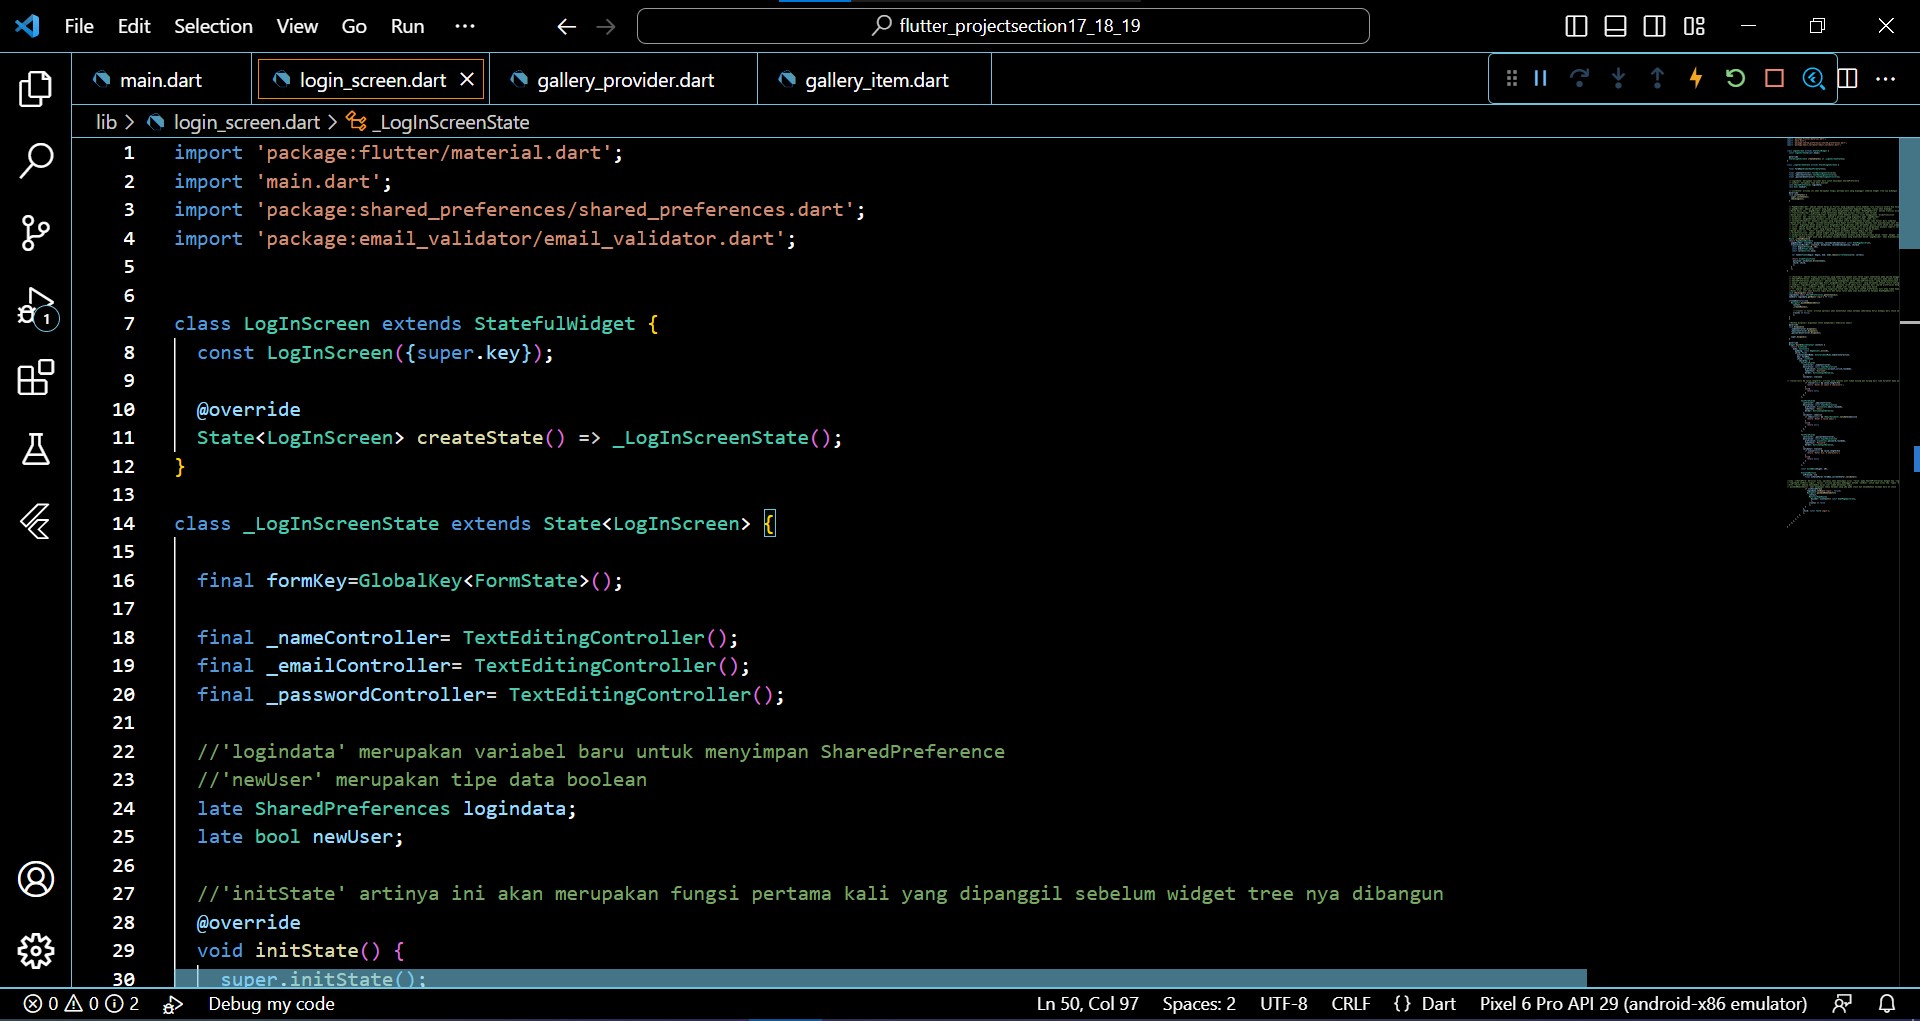 File Edit Selection View Go Run ··· flutter_projectsection17_18_19
main.dart login_screen.dart gallery_provider.dart gallery_item.dart
lib > login_screen.dart > _LogInScreenState
1 import 'package:flutter/material.dart';
2 import 'main.dart';
3 import 'package:shared_preferences/shared_preferences.dart';
4 import 'package:email_validator/email_validator.dart';
5
6
7 class LogInScreen extends StatefulWidget {
8 const LogInScreen({super.key});
9
10 @override
11 State<LogInScreen> createState() => _LogInScreenState();
12 }
13
14 class _LogInScreenState extends State<LogInScreen> {
15
16 final formKey=GlobalKey<FormState>();
17
18 final _nameController= TextEditingController();
19 final _emailController= TextEditingController();
20 final _passwordController= TextEditingController();
21
22 //'logindata' merupakan variabel baru untuk menyimpan SharedPreference
23 //'newUser' merupakan tipe data boolean
24 late SharedPreferences logindata;
25 late bool newUser;
26
27 //'initState' artinya ini akan merupakan fungsi pertama kali yang dipanggil sebelum widget tree nya dibangun
28 @override
29 void initState() {
30 super.initState();
1
0 0 2 Debug my code Ln 50, Col 97 Spaces: 2 UTF-8 CRLF {} Dart Pixel 6 Pro API 29 (android-x86 emulator)